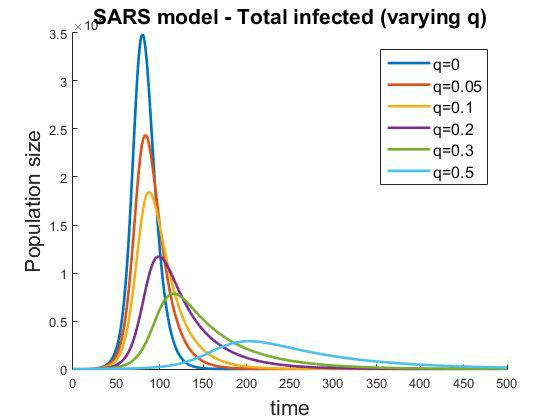 SARS model - Total infected (varying q)
×10
3.5
3
2.5
2
1.5
1
0.5
0
Population size
q=0
q=0.05
q=0.1
q=0.2
q=0.3
q=0.5
0 50 100 150 200 250 300 350 400 450 500
time